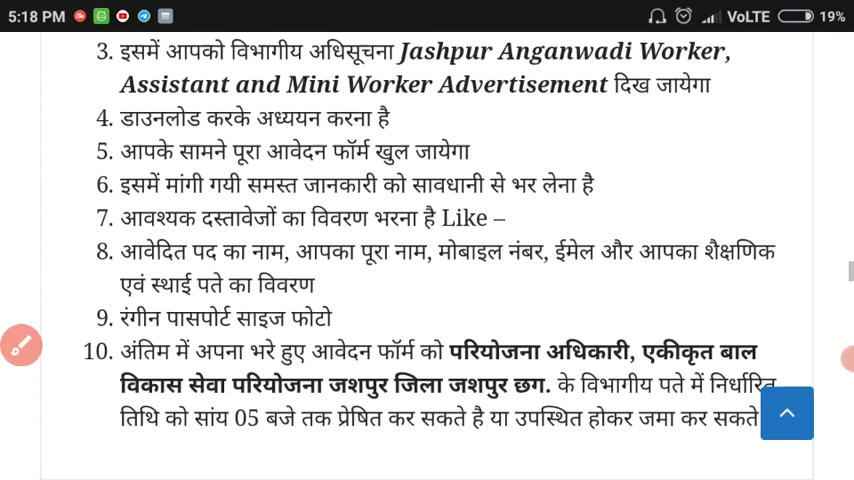 5:18 PM VoLTE 19%
3. इसमें आपको विभागीय अधिसूचना Jashpur Anganwadi Worker,
Assistant and Mini Worker Advertisement दिख जायेगा
4. डाउनलोड करके अध्ययन करना है
5. आपके सामने पूरा आवेदन फॉर्म खुल जायेगा
6. इसमें मांगी गयी समस्त जानकारी को सावधानी से भर लेना है
7. आवश्यक दस्तावेजों का विवरण भरना है Like –
8. आवेदित पद का नाम, आपका पूरा नाम, मोबाइल नंबर, ईमेल और आपका शैक्षणिक
एवं स्थाई पते का विवरण
9. रंगीन पासपोर्ट साइज फोटो
10. अंतिम में अपना भरे हुए आवेदन फॉर्म को परियोजना अधिकारी, एकीकृत बाल
विकास सेवा परियोजना जशपुर जिला जशपुर छग. के विभागीय पते में निर्धारित
तिथि को सांय 05 बजे तक प्रेषित कर सकते है या उपस्थित होकर जमा कर सकते